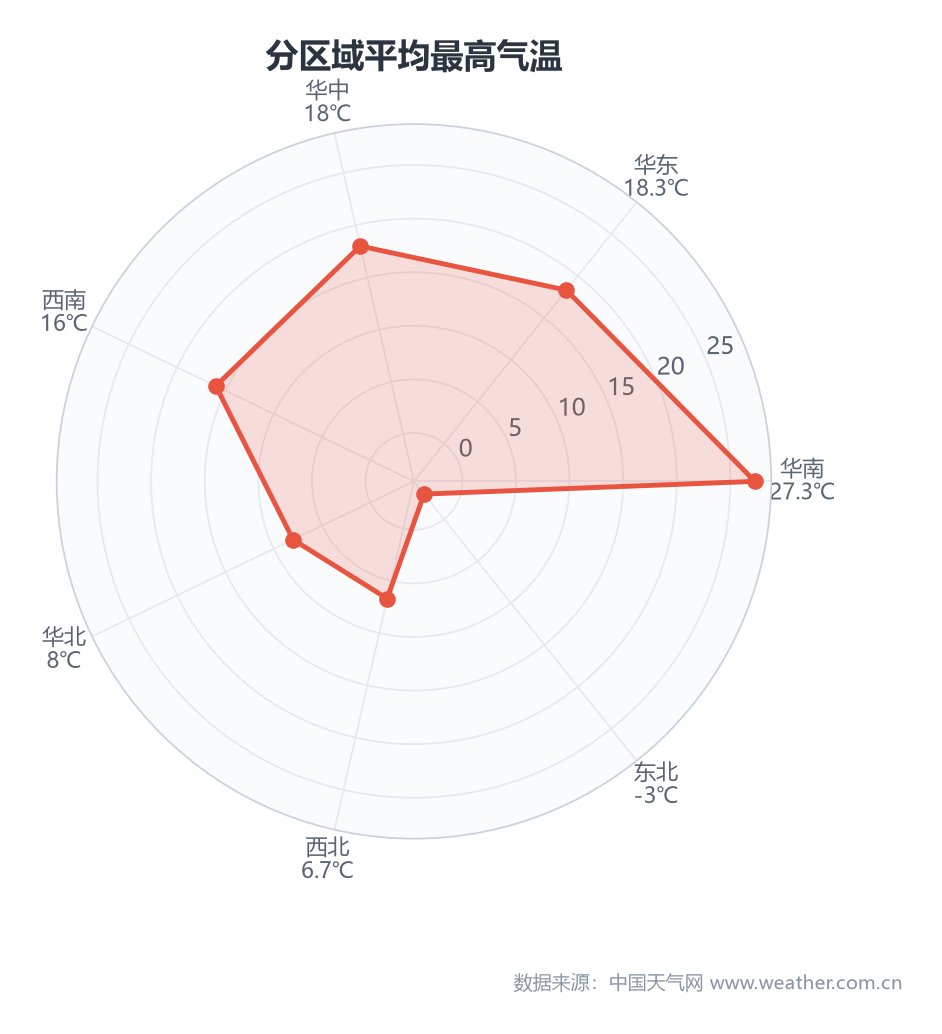 分区域平均最高气温
华中
18℃
华东
18.3℃
西南
16℃
25
20
15
10
5
0
华南
27.3℃
华北
8℃
东北
-3℃
西北
6.7℃
数据来源：中国天气网 www.weather.com.cn